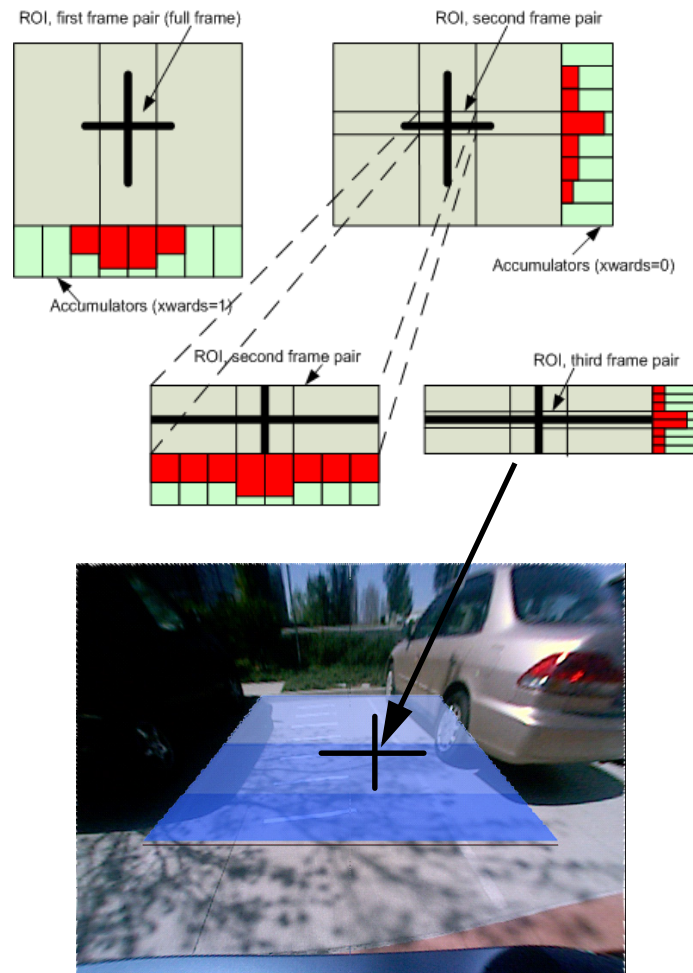 ROI, first frame pair (full frame)
ROI, second frame pair
Accumulators (xwards=1)
Accumulators (xwards=0)
ROI, second frame pair
ROI, third frame pair